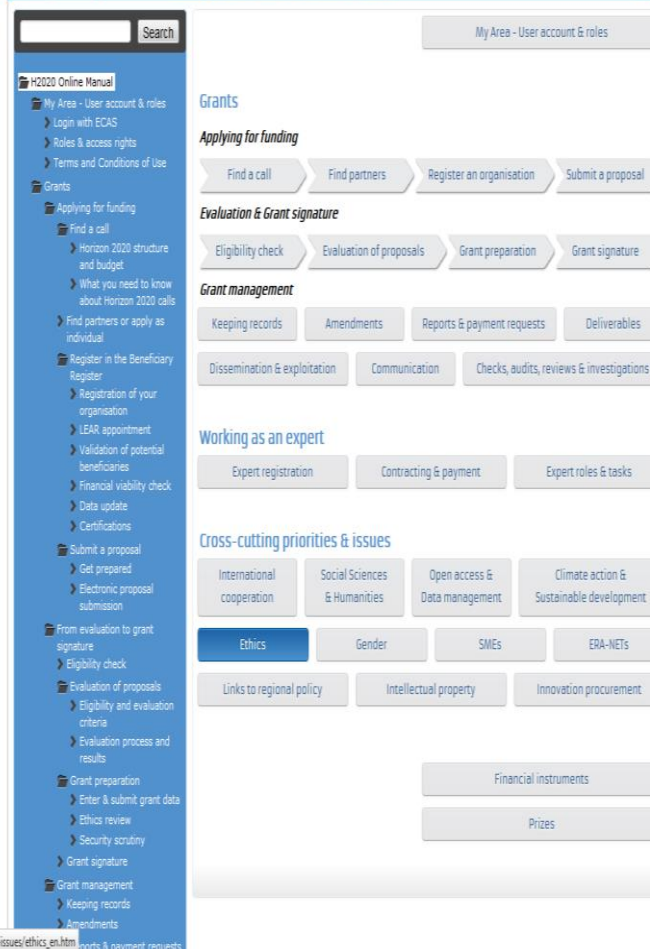 Search
H2020 Online Manual
My Area - User account & roles
Login with ECAS
Roles & access rights
Terms and Conditions of Use
Grants
Applying for funding
Find a call
Horizon 2020 structure
and budget
What you need to know
about Horizon 2020 calls
Find partners or apply as
individual
Register in the Beneficiary
Register
Registration of your
organisation
LEAR appointment
Validation of potential
beneficiaries
Financial viability check
Data update
Certifications
Submit a proposal
Get prepared
Electronic proposal
submission
From evaluation to grant
signature
Eligibility check
Evaluation of proposals
Eligibility and evaluation
criteria
Evaluation process and
results
Grant preparation
Enter & submit grant data
Ethics review
Security scrutiny
Grant signature
Grant management
Keeping records
Amendments
issues/ethics_en.htm
& payment requests
My Area - User account & roles
Grants
Applying for funding
Find a call Find partners Register an organisation Submit a proposal
Evaluation & Grant signature
Eligibility check Evaluation of proposals Grant preparation Grant signature
Grant management
Keeping records Amendments Reports & payment requests Deliverables
Dissemination & exploitation Communication Checks, audits, reviews & investigations
Working as an expert
Expert registration Contracting & payment Expert roles & tasks
Cross-cutting priorities & issues
International Social Sciences Open access & Climate action &
cooperation & Humanities Data management Sustainable development
Ethics Gender SMEs ERA-NETs
Links to regional policy Intellectual property Innovation procurement
Financial instruments
Prizes